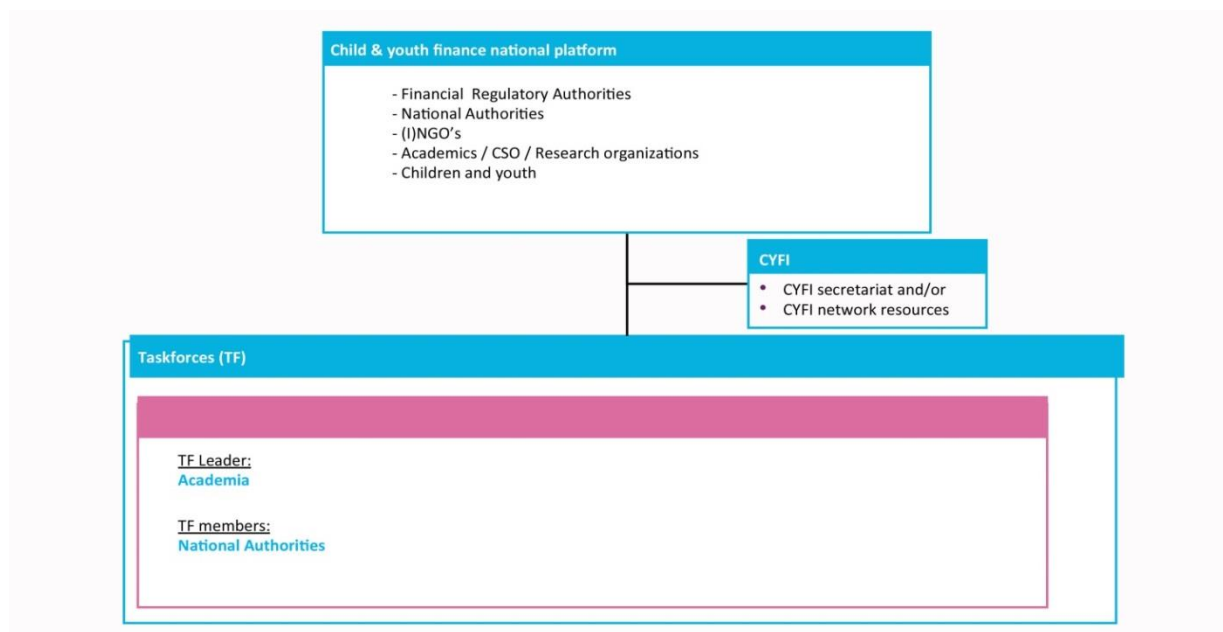 Child & youth finance national platform
- Financial Regulatory Authorities
- National Authorities
- (I)NGO’s
- Academics / CSO / Research organizations
- Children and youth
CYFI
• CYFI secretariat and/or
• CYFI network resources
Taskforces (TF)
TF Leader:
Academia
TF members:
National Authorities